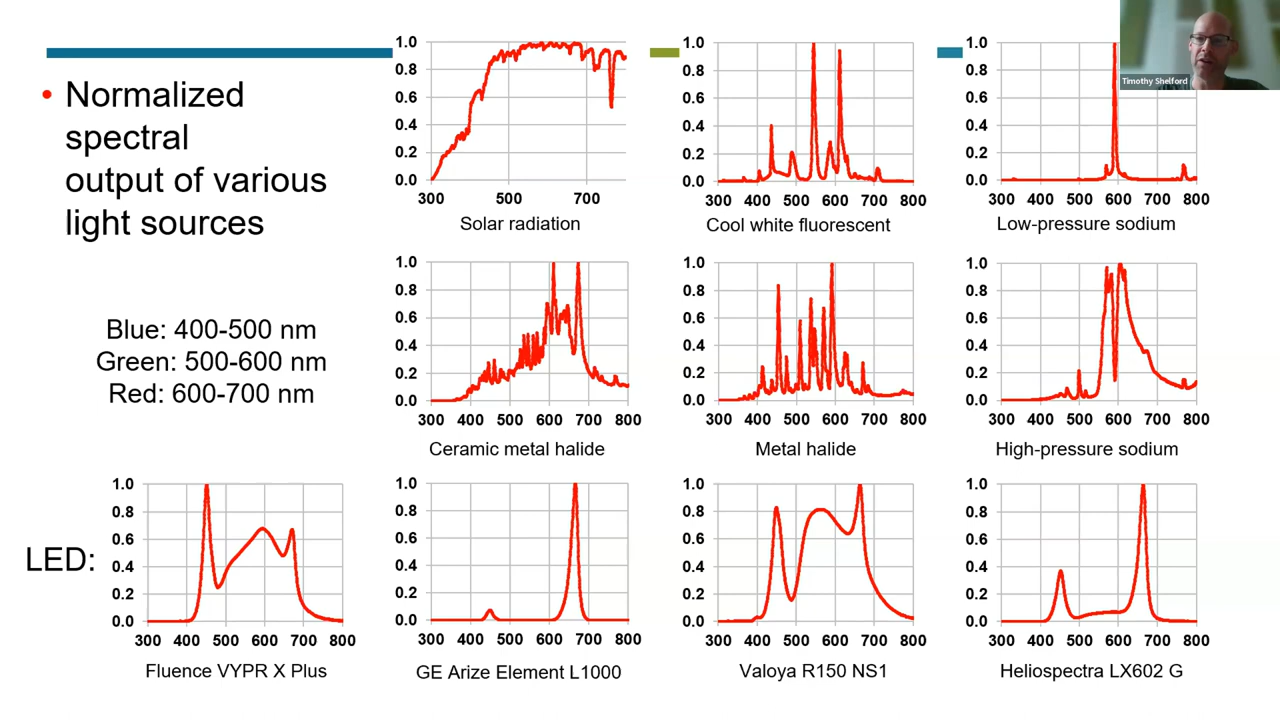 Normalized
spectral
output of various
light sources
Blue: 400-500 nm
Green: 500-600 nm
Red: 600-700 nm
1.0
0.8
0.6
0.4
0.2
0.0
300 500 700
Solar radiation
1.0
0.8
0.6
0.4
0.2
0.0
300 400 500 600 700 800
Cool white fluorescent
1.0
0.8
0.6
0.4
0.2
0.0
300 400 500 600 700 800
Low-pressure sodium
Timothy Shelford
1.0
0.8
0.6
0.4
0.2
0.0
300 400 500 600 700 800
Ceramic metal halide
1.0
0.8
0.6
0.4
0.2
0.0
300 400 500 600 700 800
Metal halide
1.0
0.8
0.6
0.4
0.2
0.0
300 400 500 600 700 800
High-pressure sodium
LED:
1.0
0.8
0.6
0.4
0.2
0.0
300 400 500 600 700 800
Fluence VYPR X Plus
1.0
0.8
0.6
0.4
0.2
0.0
300 400 500 600 700 800
GE Arize Element L1000
1.0
0.8
0.6
0.4
0.2
0.0
300 400 500 600 700 800
Valoya R150 NS1
1.0
0.8
0.6
0.4
0.2
0.0
300 400 500 600 700 800
Heliospectra LX602 G